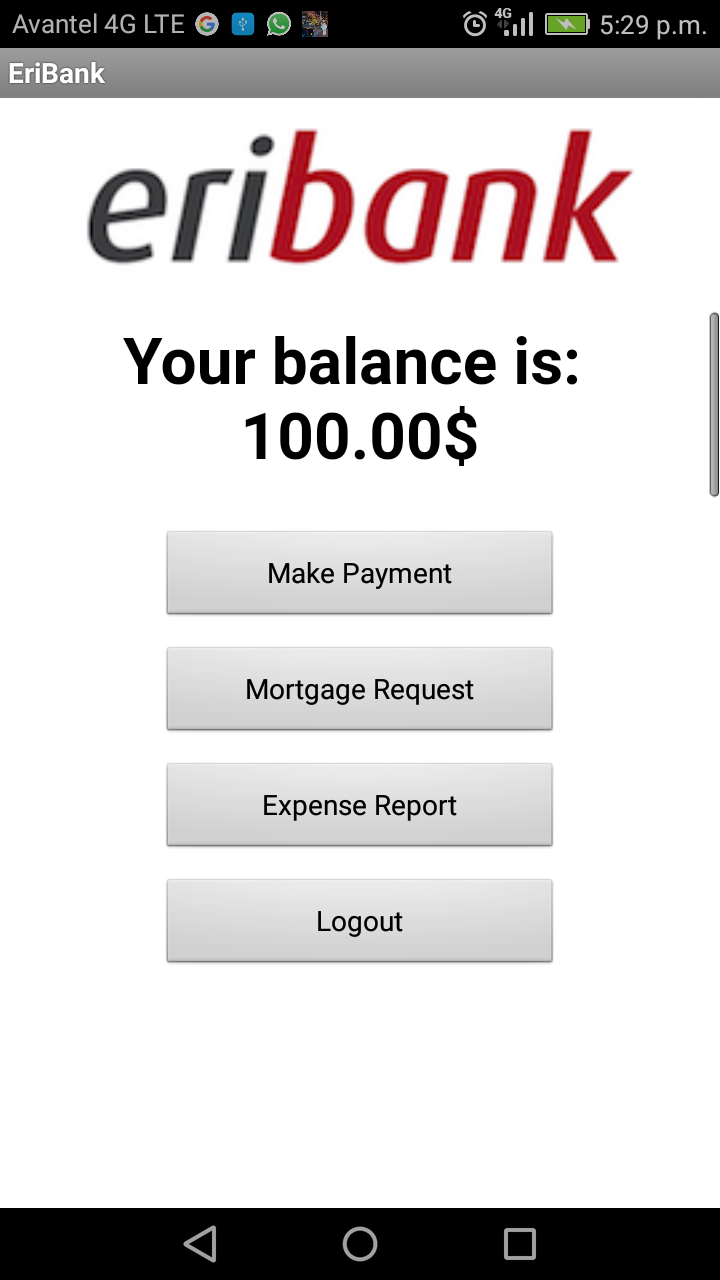 Avantel 4G LTE 4G 5:29 p.m.
EriBank
eribank
Your balance is:
100.00$
Make Payment
Mortgage Request
Expense Report
Logout